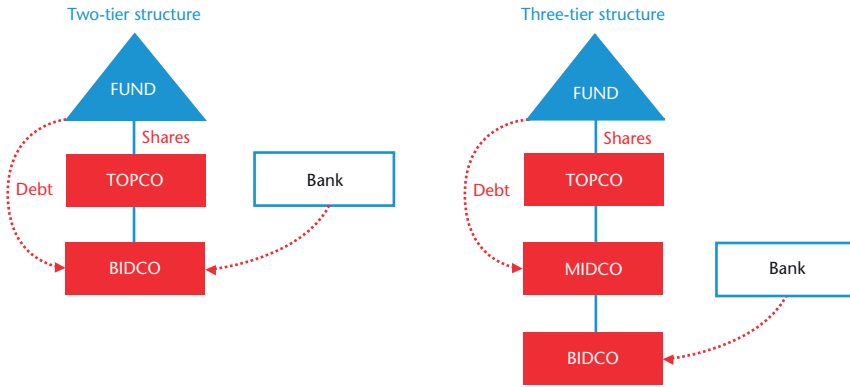 Two-tier structure
FUND
Shares
TOPCO
Bank
Debt
BIDCO
Three-tier structure
FUND
Shares
TOPCO
Debt
MIDCO
Bank
BIDCO